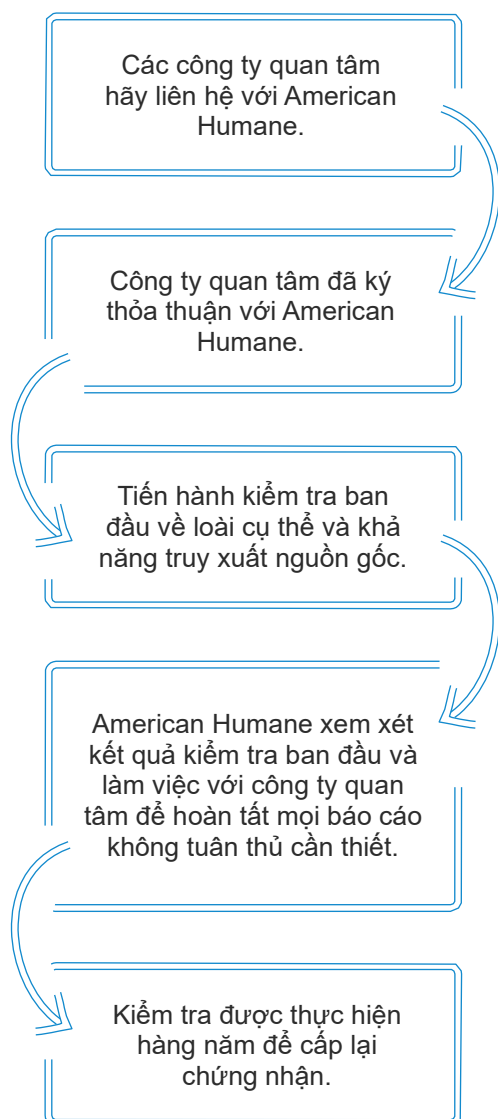 Các công ty quan tâm
hãy liên hệ với American
Humane.
Công ty quan tâm đã ký
thỏa thuận với American
Humane.
Tiến hành kiểm tra ban
đầu về loài cụ thể và khả
năng truy xuất nguồn gốc.
American Humane xem xét
kết quả kiểm tra ban đầu và
làm việc với công ty quan
tâm để hoàn tất mọi báo cáo
không tuân thủ cần thiết.
Kiểm tra được thực hiện
hàng năm để cấp lại
chứng nhận.